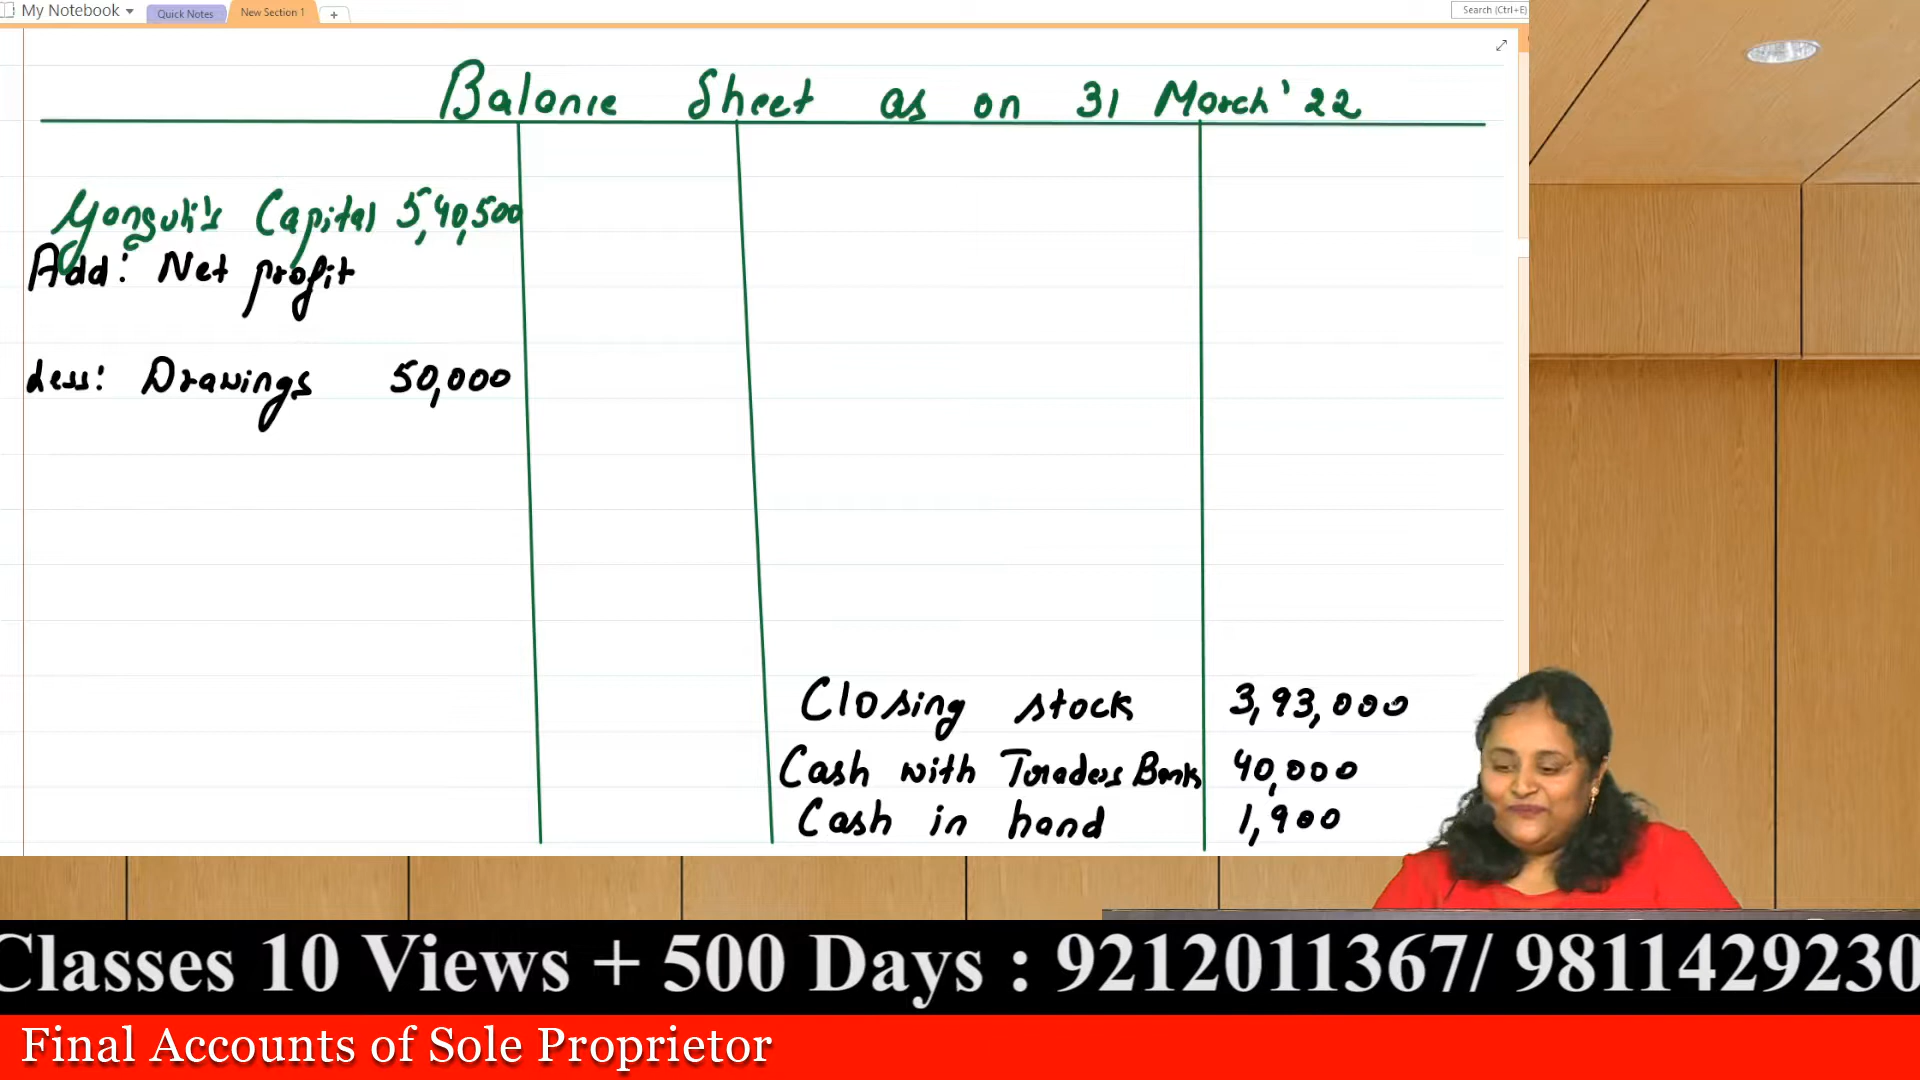 My Notebook
Quick Notes
New Section 1
+
Search (Ctrl+E)
Balance Sheet as on 31 March '22
Capital 5,40,500
Add: Net profit
Less: Drawings 50,000
Closing stock 3,93,000
Cash with Traders Bank 40,000
Cash in hand 1,900
Classes 10 Views + 500 Days : 9212011367/ 9811429230
Final Accounts of Sole Proprietor